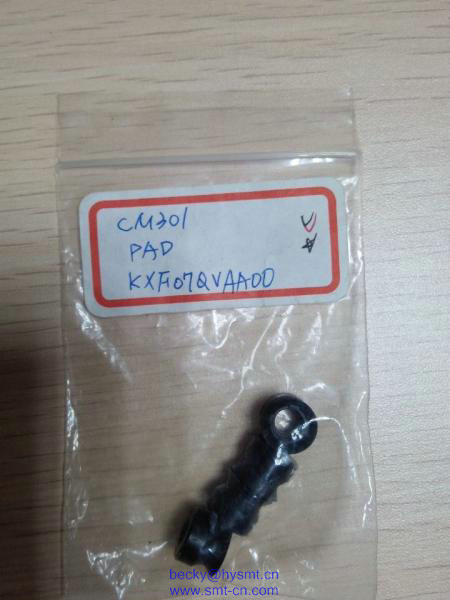 CM301
PAD
KXF07QVAA00
becky@hysmt.cn
www.smt-cn.com